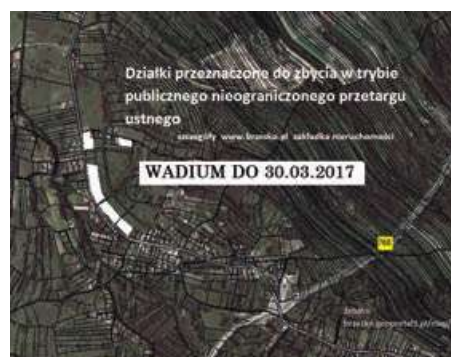 Działki przeznaczone do zbycia w trybie
publicznego nieograniczonego przetargu
ustnego
szczegóły www.brzesko.pl zakładka nieruchomości
WADIUM DO 30.03.2017
768